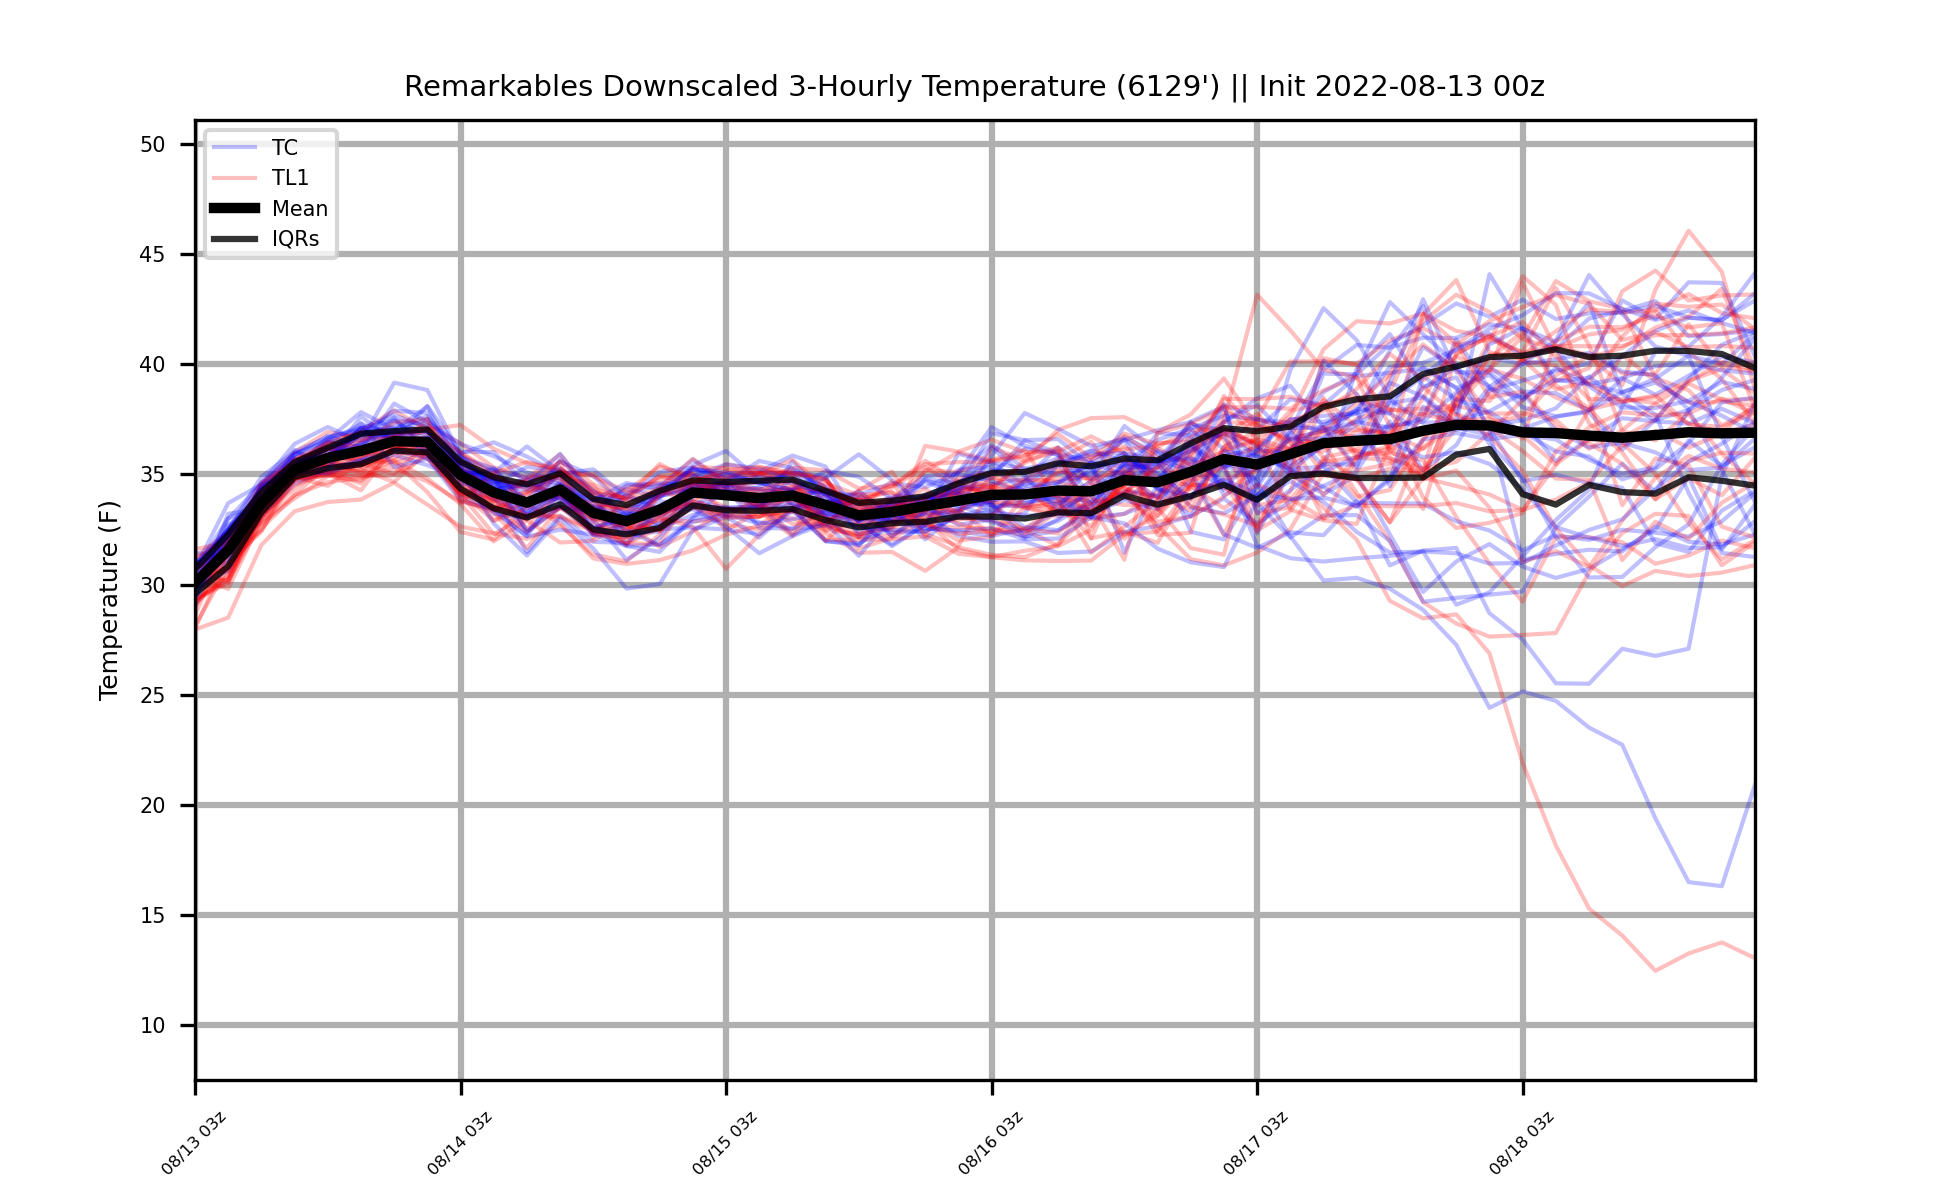 Remarkables Downscaled 3-Hourly Temperature (6129') || Init 2022-08-13 00z
TC
TL1
Mean
IQRs
Temperature (F)
50
45
40
35
30
25
20
15
10
08/13 03z
08/14 03z
08/15 03z
08/16 03z
08/17 03z
08/18 03z